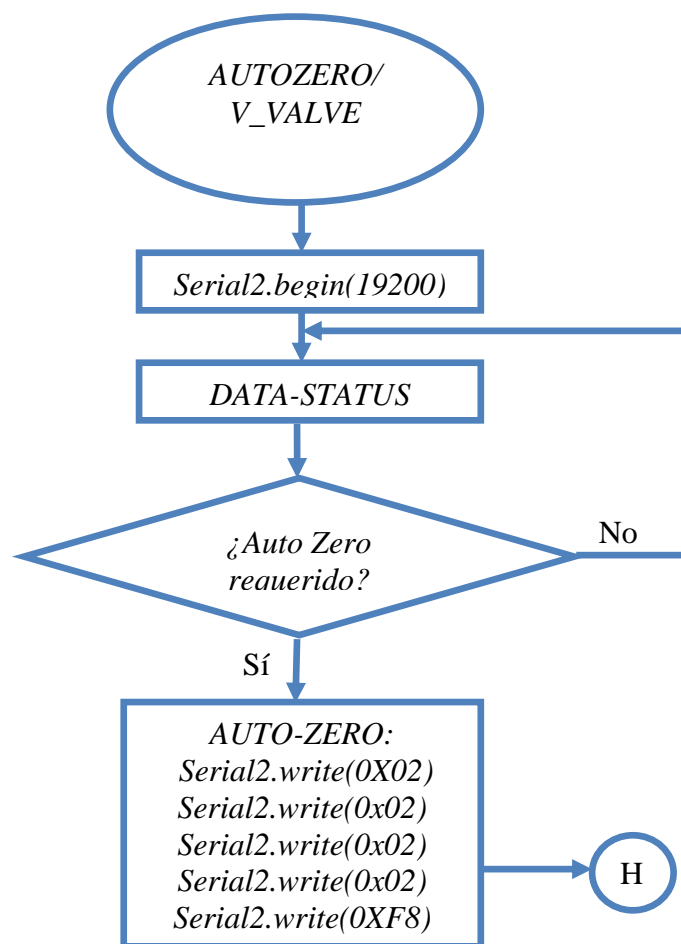 AUTOZERO/
V_VALVE
Serial2.begin(19200)
DATA-STATUS
¿Auto Zero
requerido?
No
Sí
AUTO-ZERO:
Serial2.write(0X02)
Serial2.write(0x02)
Serial2.write(0x02)
Serial2.write(0x02)
Serial2.write(0XF8)
H